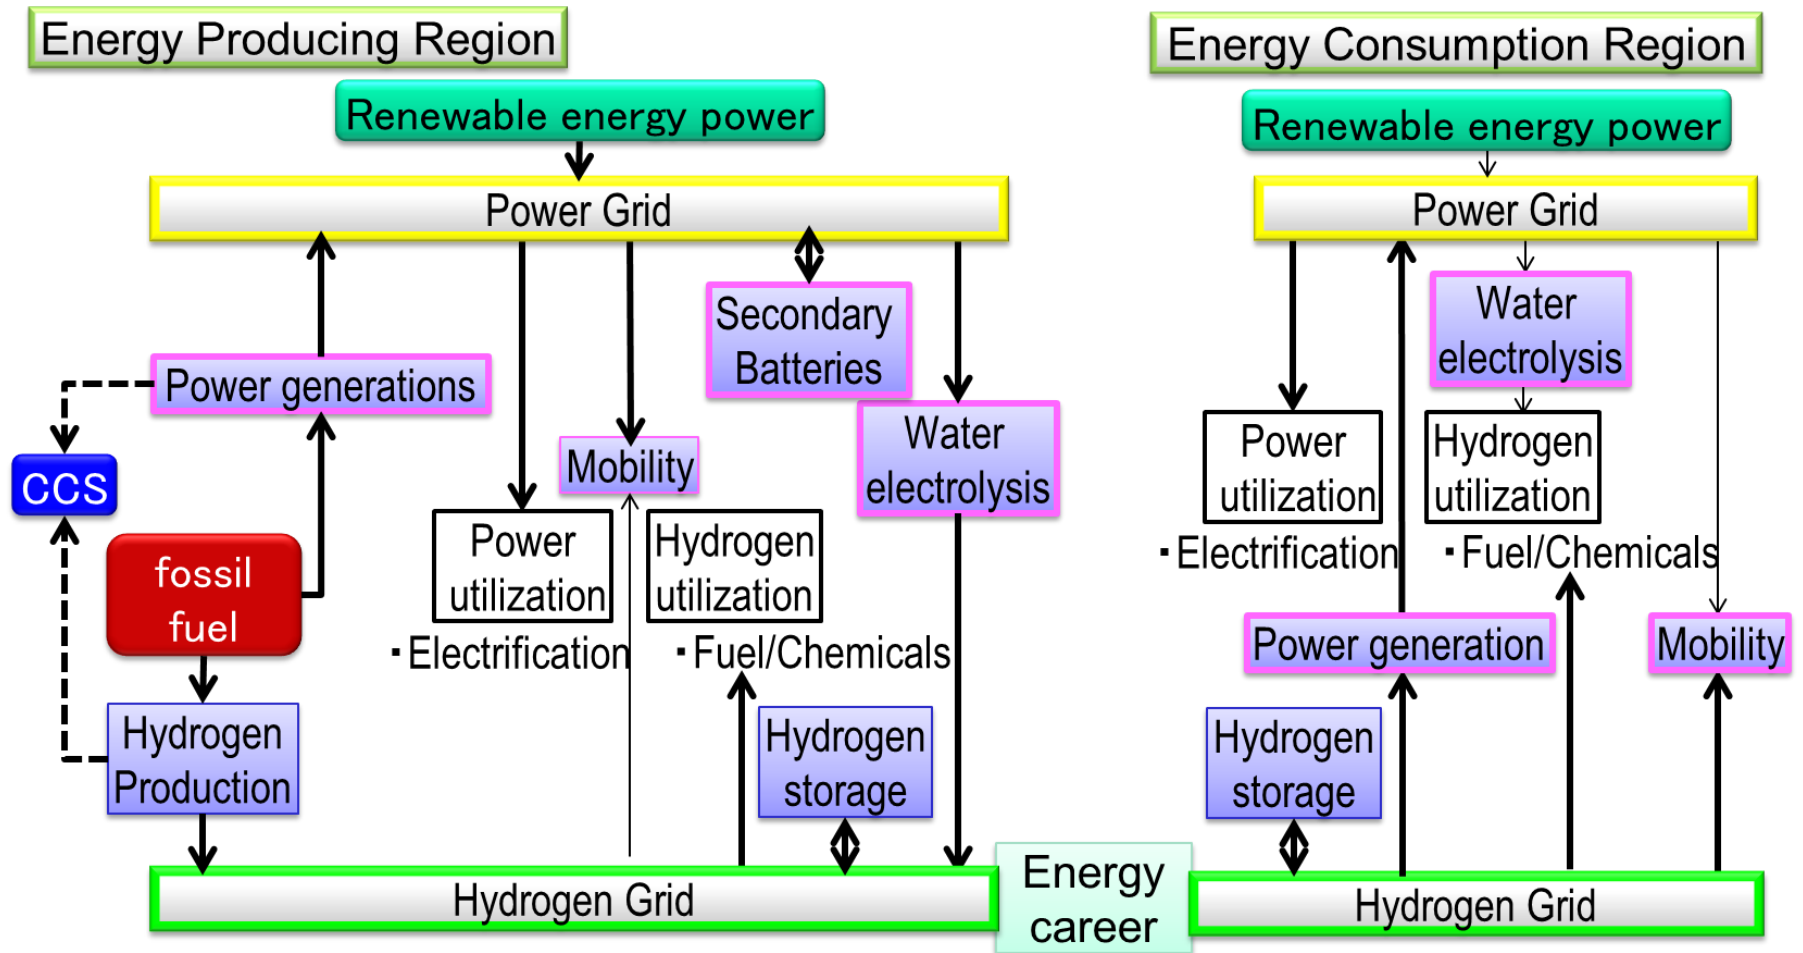 Energy Producing Region
Renewable energy power
Power Grid
Secondary
Batteries
Power generations
Water
electrolysis
Mobility
CCS
Power
utilization
Hydrogen
utilization
fossil
fuel
・Electrification
・Fuel/Chemicals
Hydrogen
Production
Hydrogen
storage
Hydrogen Grid
Energy
career
Energy Consumption Region
Renewable energy power
Power Grid
Water
electrolysis
Power
utilization
Hydrogen
utilization
・Electrification
・Fuel/Chemicals
Power generation
Mobility
Hydrogen
storage
Hydrogen Grid